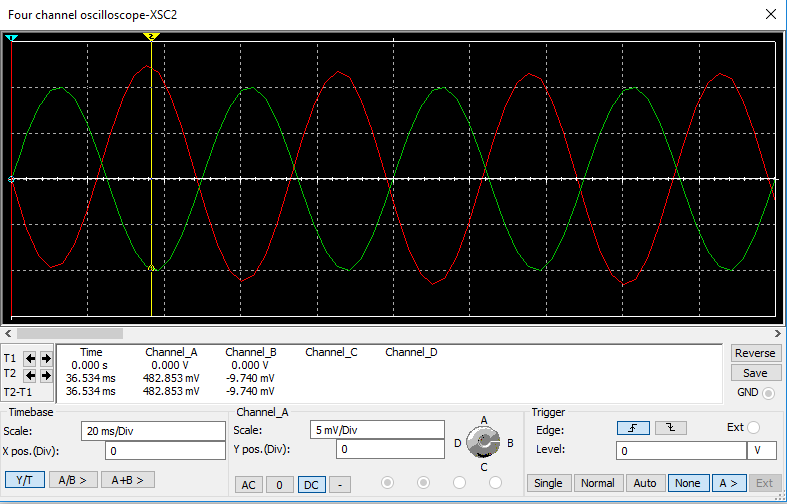 Four channel oscilloscope-XSC2
1 2
Time Channel_A Channel_B Channel_C Channel_D
T1 0.000 s 0.000 V 0.000 V
T2 36.534 ms 482.853 mV -9.740 mV
T2-T1 36.534 ms 482.853 mV -9.740 mV
Reverse
Save
GND
Timebase
Scale: 20 ms/Div
X pos.(Div): 0
Y/T A/B > A+B >
Channel_A
Scale: 5 mV/Div
Y pos.(Div): 0
AC 0 DC -
A
D B
C
Trigger
Edge: Ext
Level: 0 V
Single Normal Auto None A > Ext